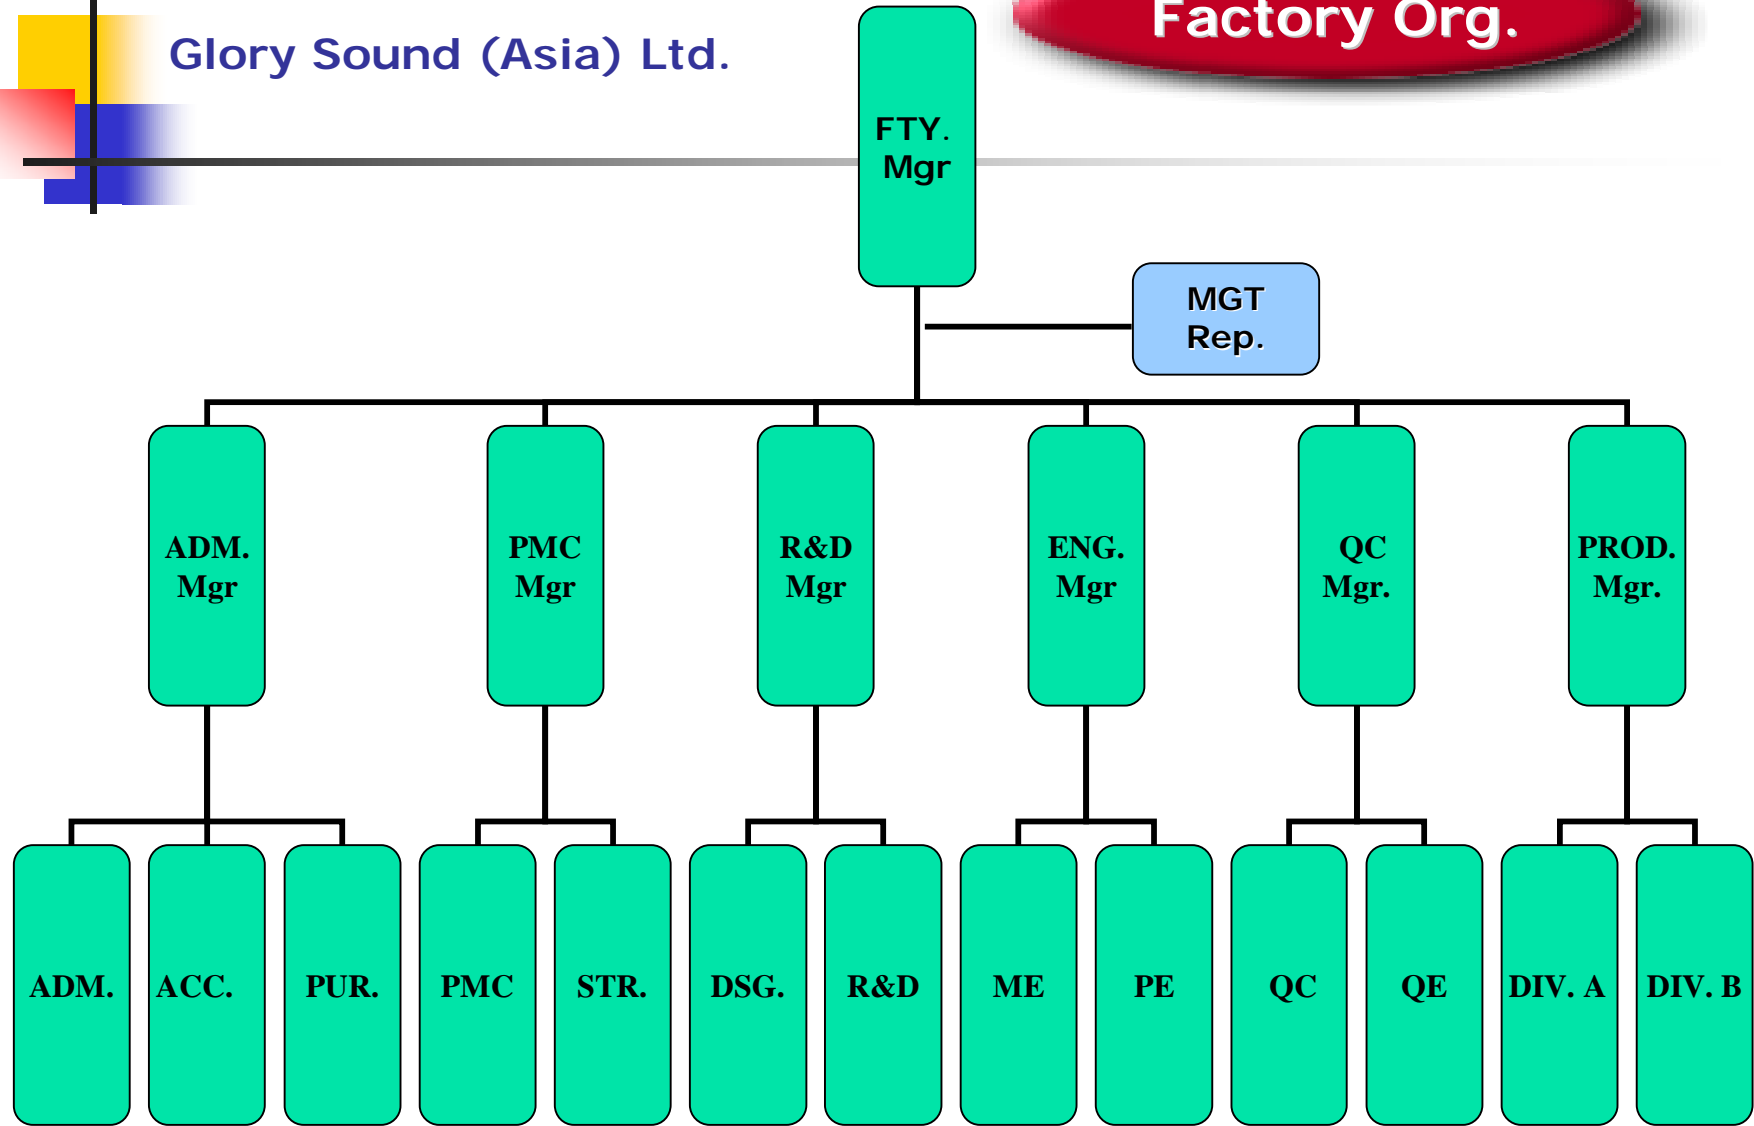 Glory Sound (Asia) Ltd.
Factory Org.
FTY.
Mgr
MGT
Rep.
ADM.
Mgr
PMC
Mgr
R&D
Mgr
ENG.
Mgr
QC
Mgr.
PROD.
Mgr.
ADM.
ACC.
PUR.
PMC
STR.
DSG.
R&D
ME
PE
QC
QE
DIV. A
DIV. B